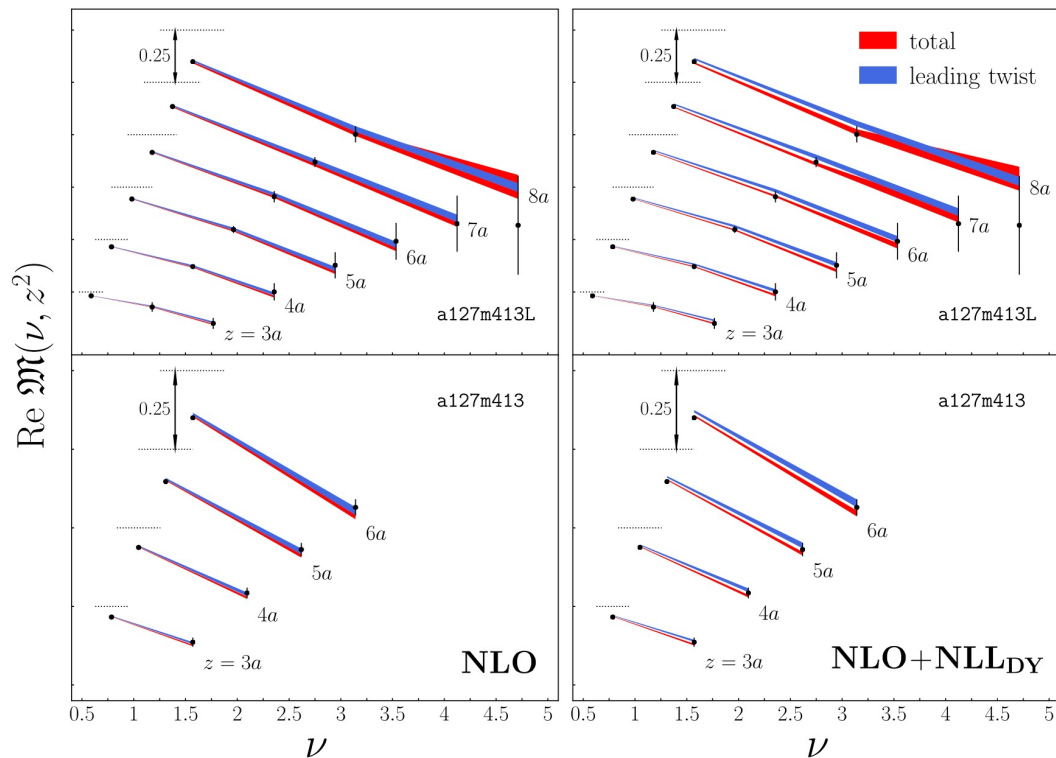 0.25
8a
7a
6a
5a
4a
z = 3a
a127m413L
0.25
total
leading twist
8a
7a
6a
5a
4a
z = 3a
a127m413L
Re 𝔐(ν, z²)
0.25
a127m413
6a
5a
4a
z = 3a
NLO
0.25
a127m413
6a
5a
4a
z = 3a
NLO+NLL_DY
0.5 1 1.5 2 2.5 3 3.5 4 4.5 5
0.5 1 1.5 2 2.5 3 3.5 4 4.5 5
ν
ν